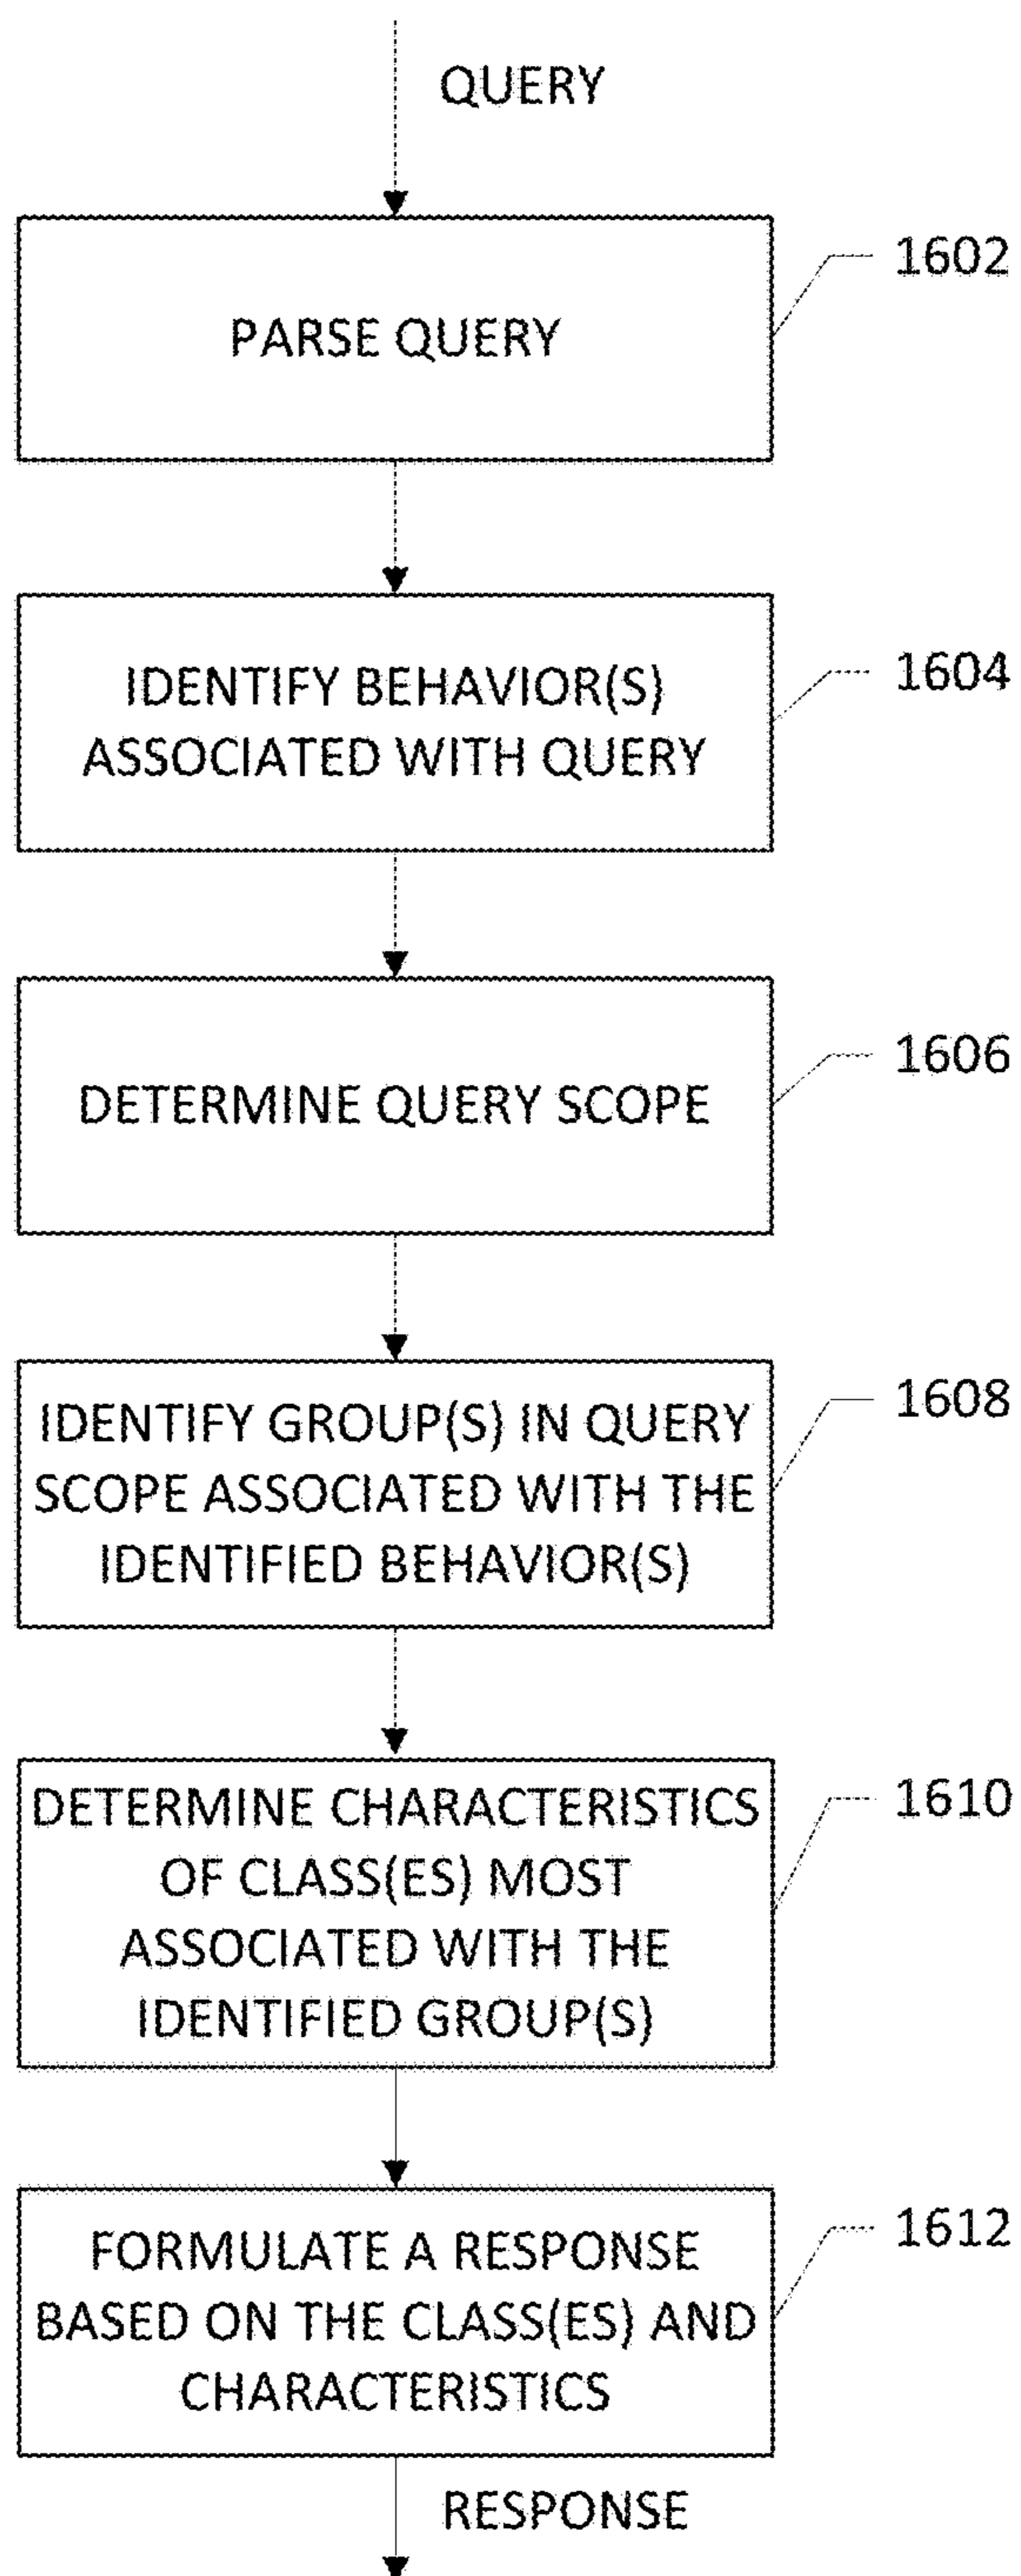 QUERY
1602
PARSE QUERY
1604
IDENTIFY BEHAVIOR(S)
ASSOCIATED WITH QUERY
1606
DETERMINE QUERY SCOPE
1608
IDENTIFY GROUP(S) IN QUERY
SCOPE ASSOCIATED WITH THE
IDENTIFIED BEHAVIOR(S)
1610
DETERMINE CHARACTERISTICS
OF CLASS(ES) MOST
ASSOCIATED WITH THE
IDENTIFIED GROUP(S)
1612
FORMULATE A RESPONSE
BASED ON THE CLASS(ES) AND
CHARACTERISTICS
RESPONSE